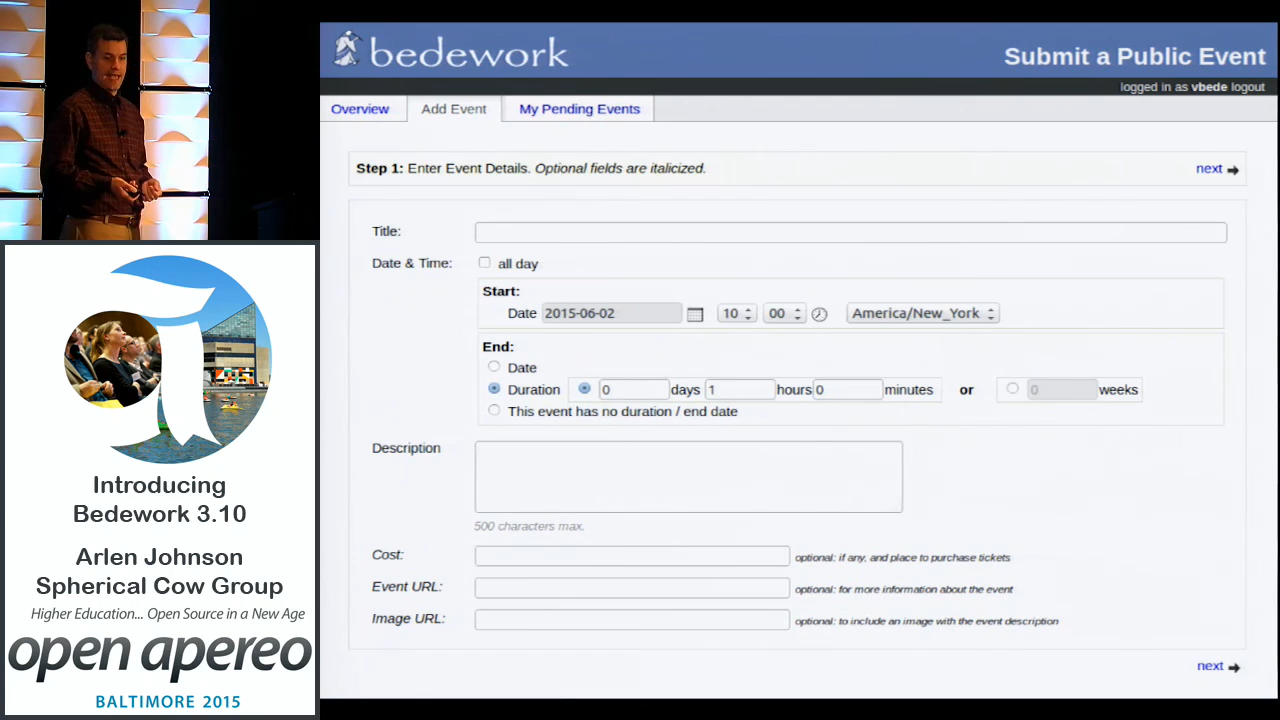 bedework
Submit a Public Event
logged in as vbede logout
Overview Add Event My Pending Events
Step 1: Enter Event Details. Optional fields are italicized.
next
Title:
Date & Time: all day
Start:
Date 2015-06-02 10 00 America/New_York
End:
Date
Duration 0 days 1 hours 0 minutes or 0 weeks
This event has no duration / end date
Description
500 characters max.
Cost: optional: if any, and place to purchase tickets
Event URL: optional: for more information about the event
Image URL: optional: to include an image with the event description
next
Introducing
Bedework 3.10
Arlen Johnson
Spherical Cow Group
Higher Education... Open Source in a New Age
open apereo
BALTIMORE 2015